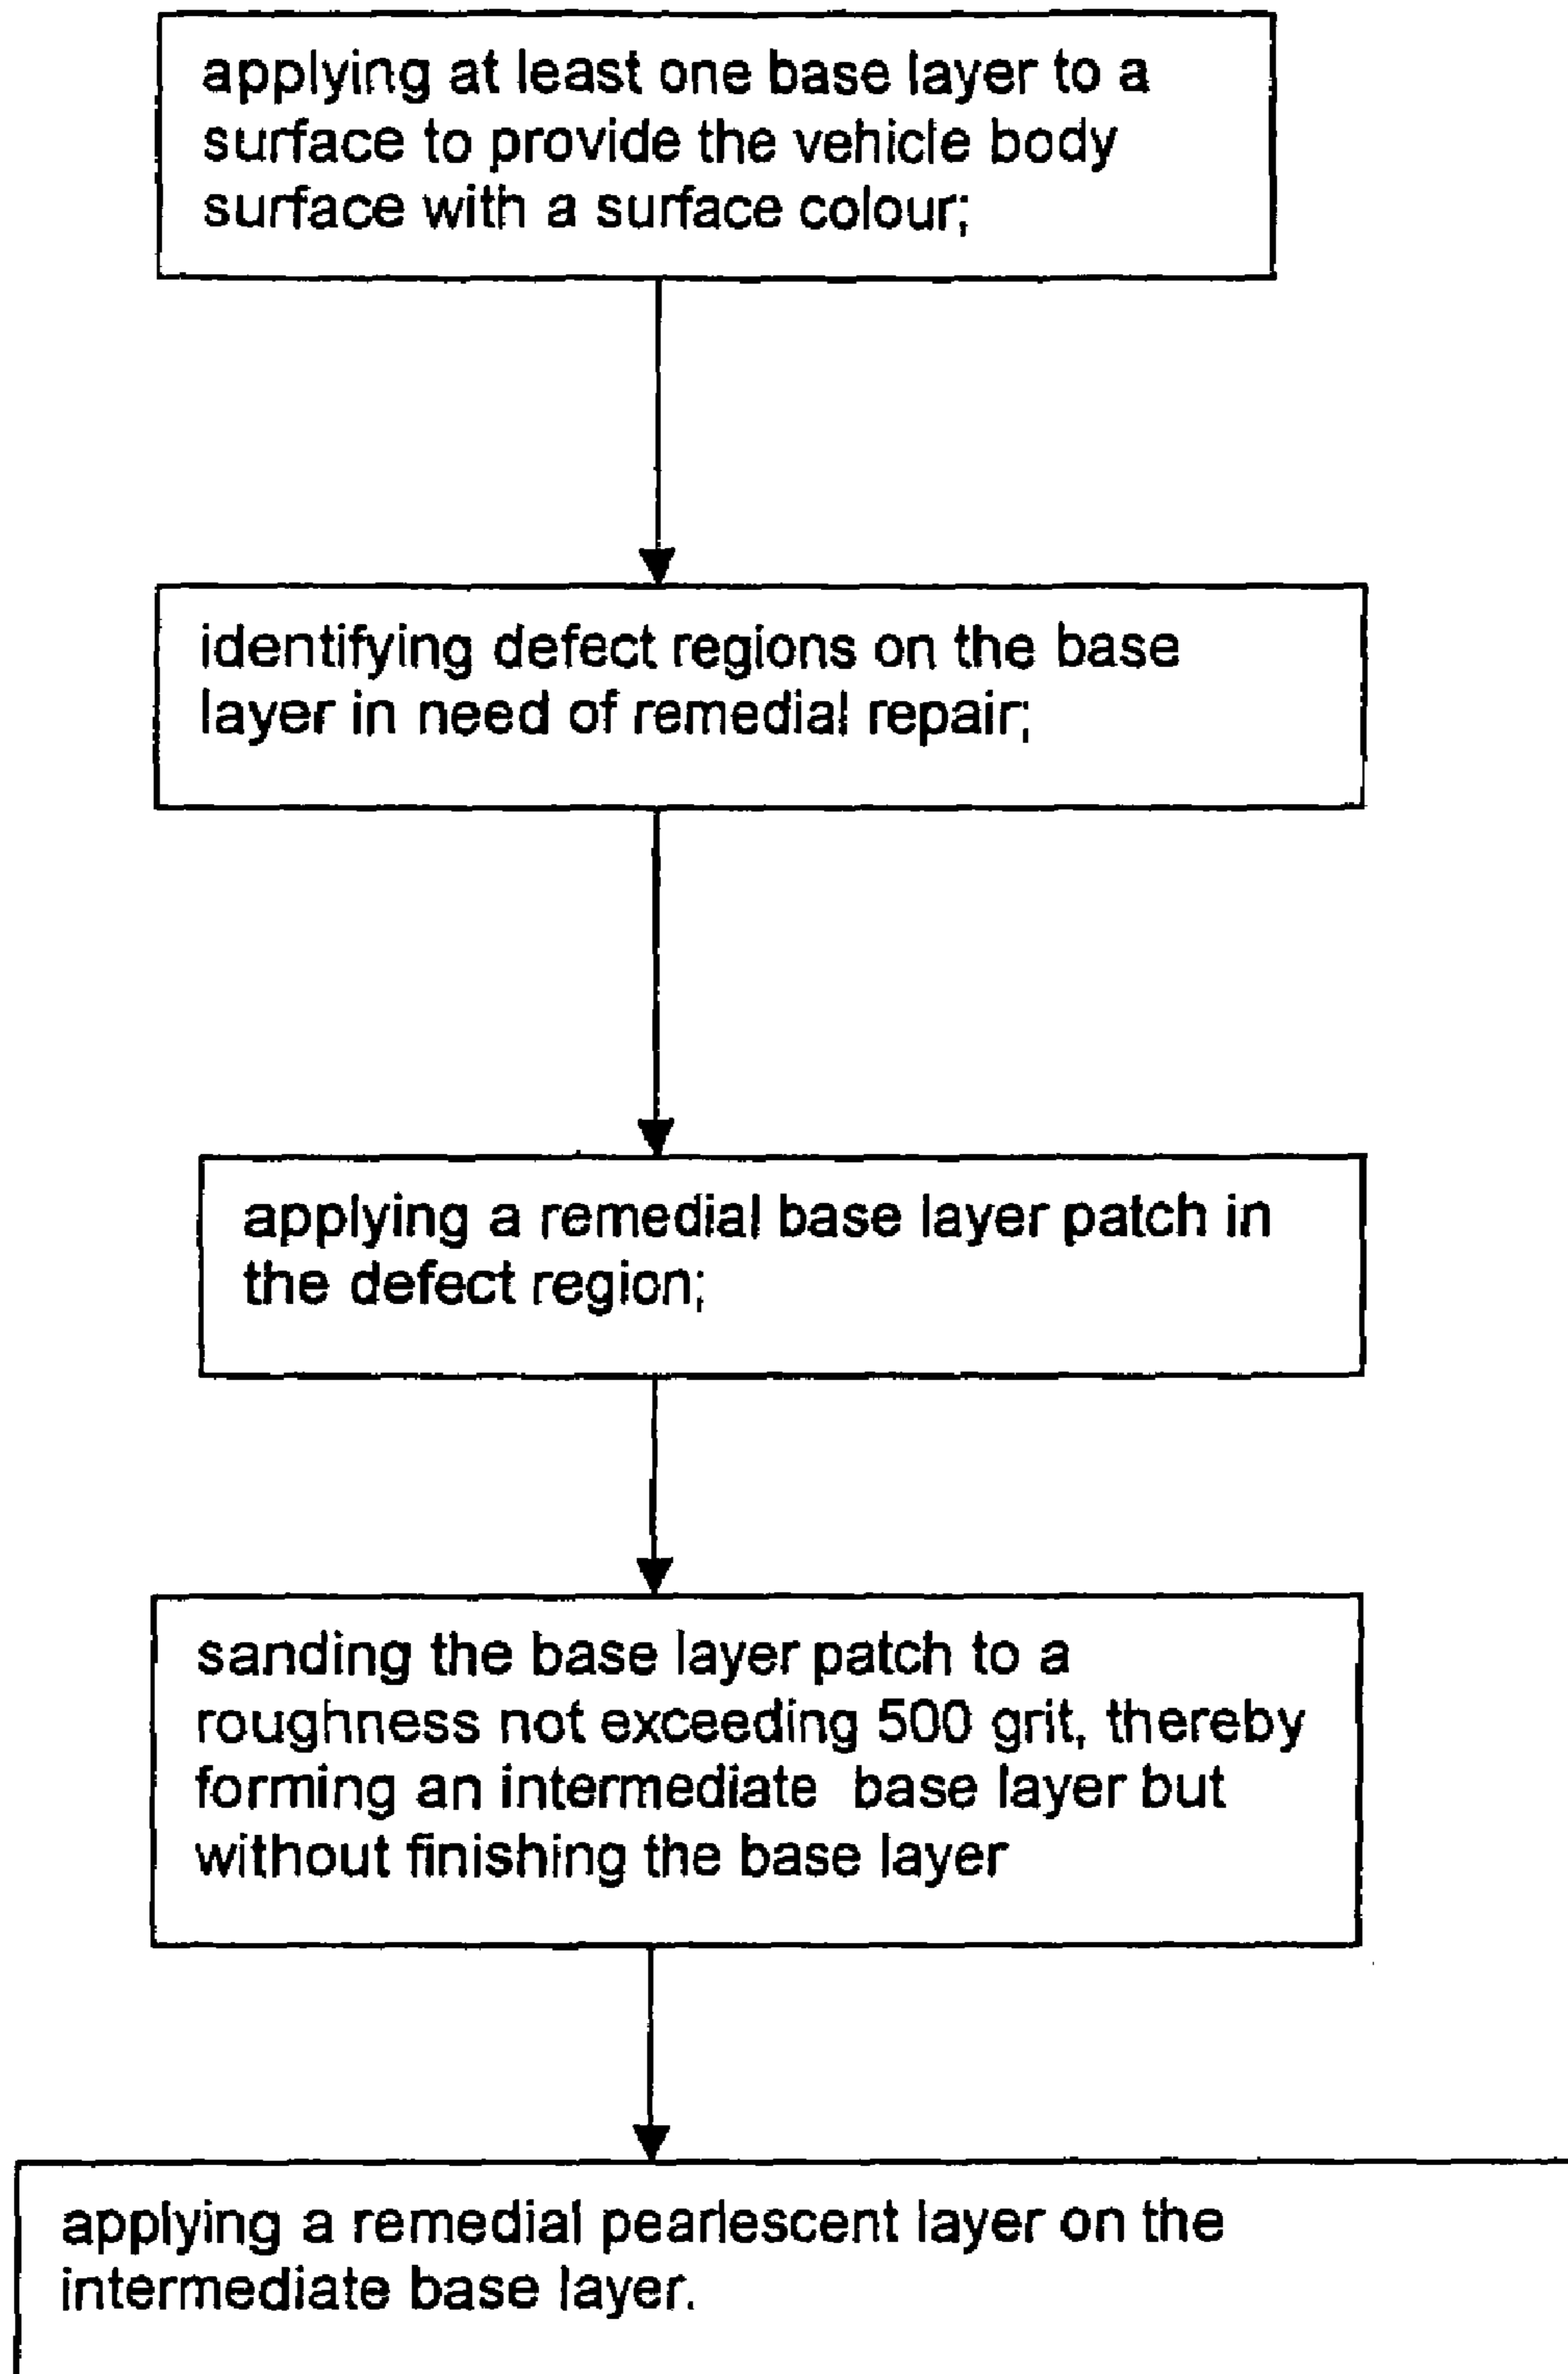 applying at least one base layer to a
surface to provide the vehicle body
surface with a surface colour;
identifying defect regions on the base
layer in need of remedial repair;
applying a remedial base layer patch in
the defect region;
sanding the base layer patch to a
roughness not exceeding 500 grit, thereby
forming an intermediate base layer but
without finishing the base layer
applying a remedial pearlescent layer on the
intermediate base layer.